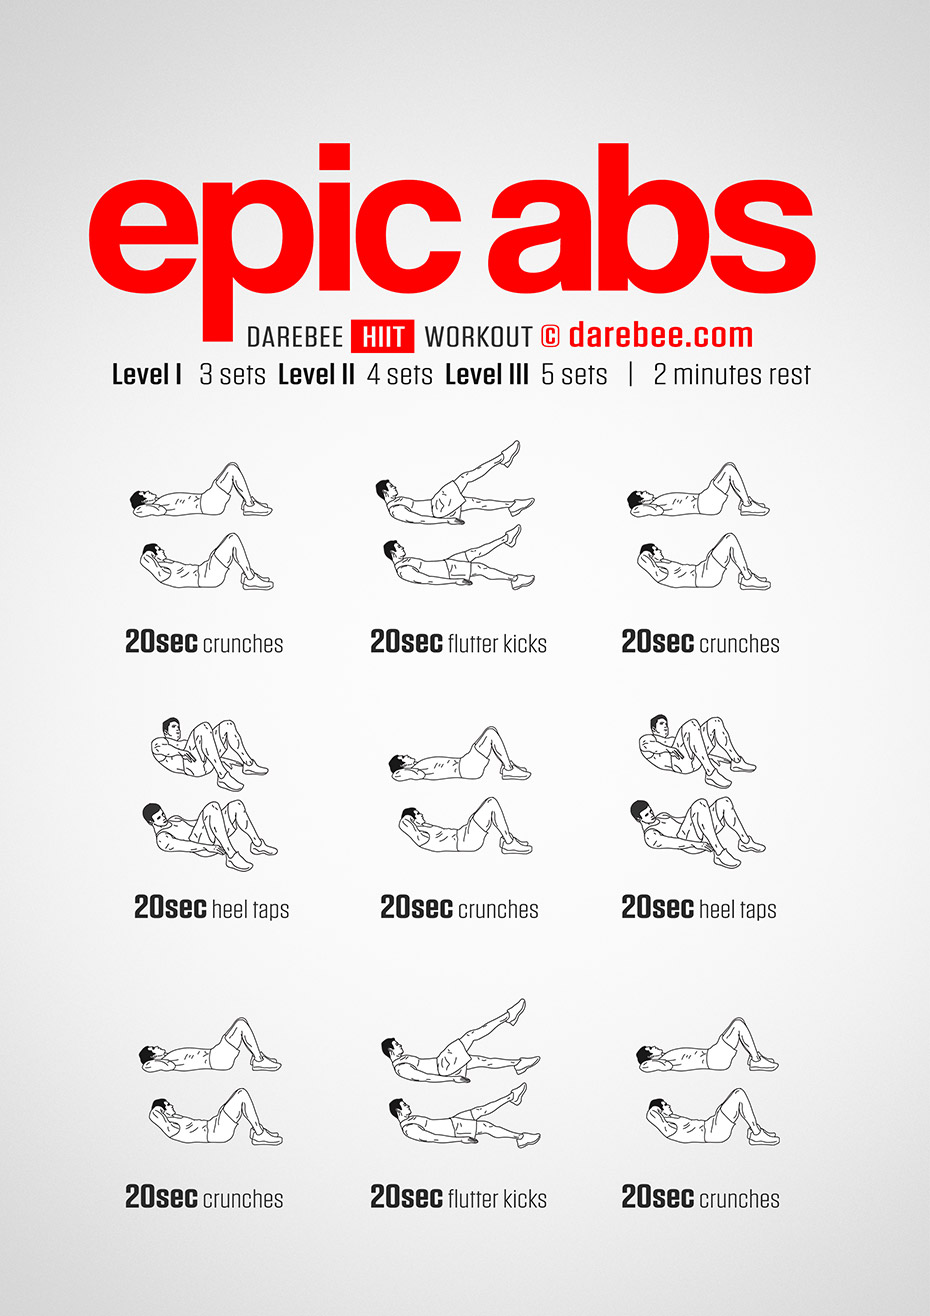 epic abs
DAREBEE HIIT WORKOUT © darebee.com
Level I 3 sets Level II 4 sets Level III 5 sets | 2 minutes rest
20sec crunches
20sec flutter kicks
20sec crunches
20sec heel taps
20sec crunches
20sec heel taps
20sec crunches
20sec flutter kicks
20sec crunches